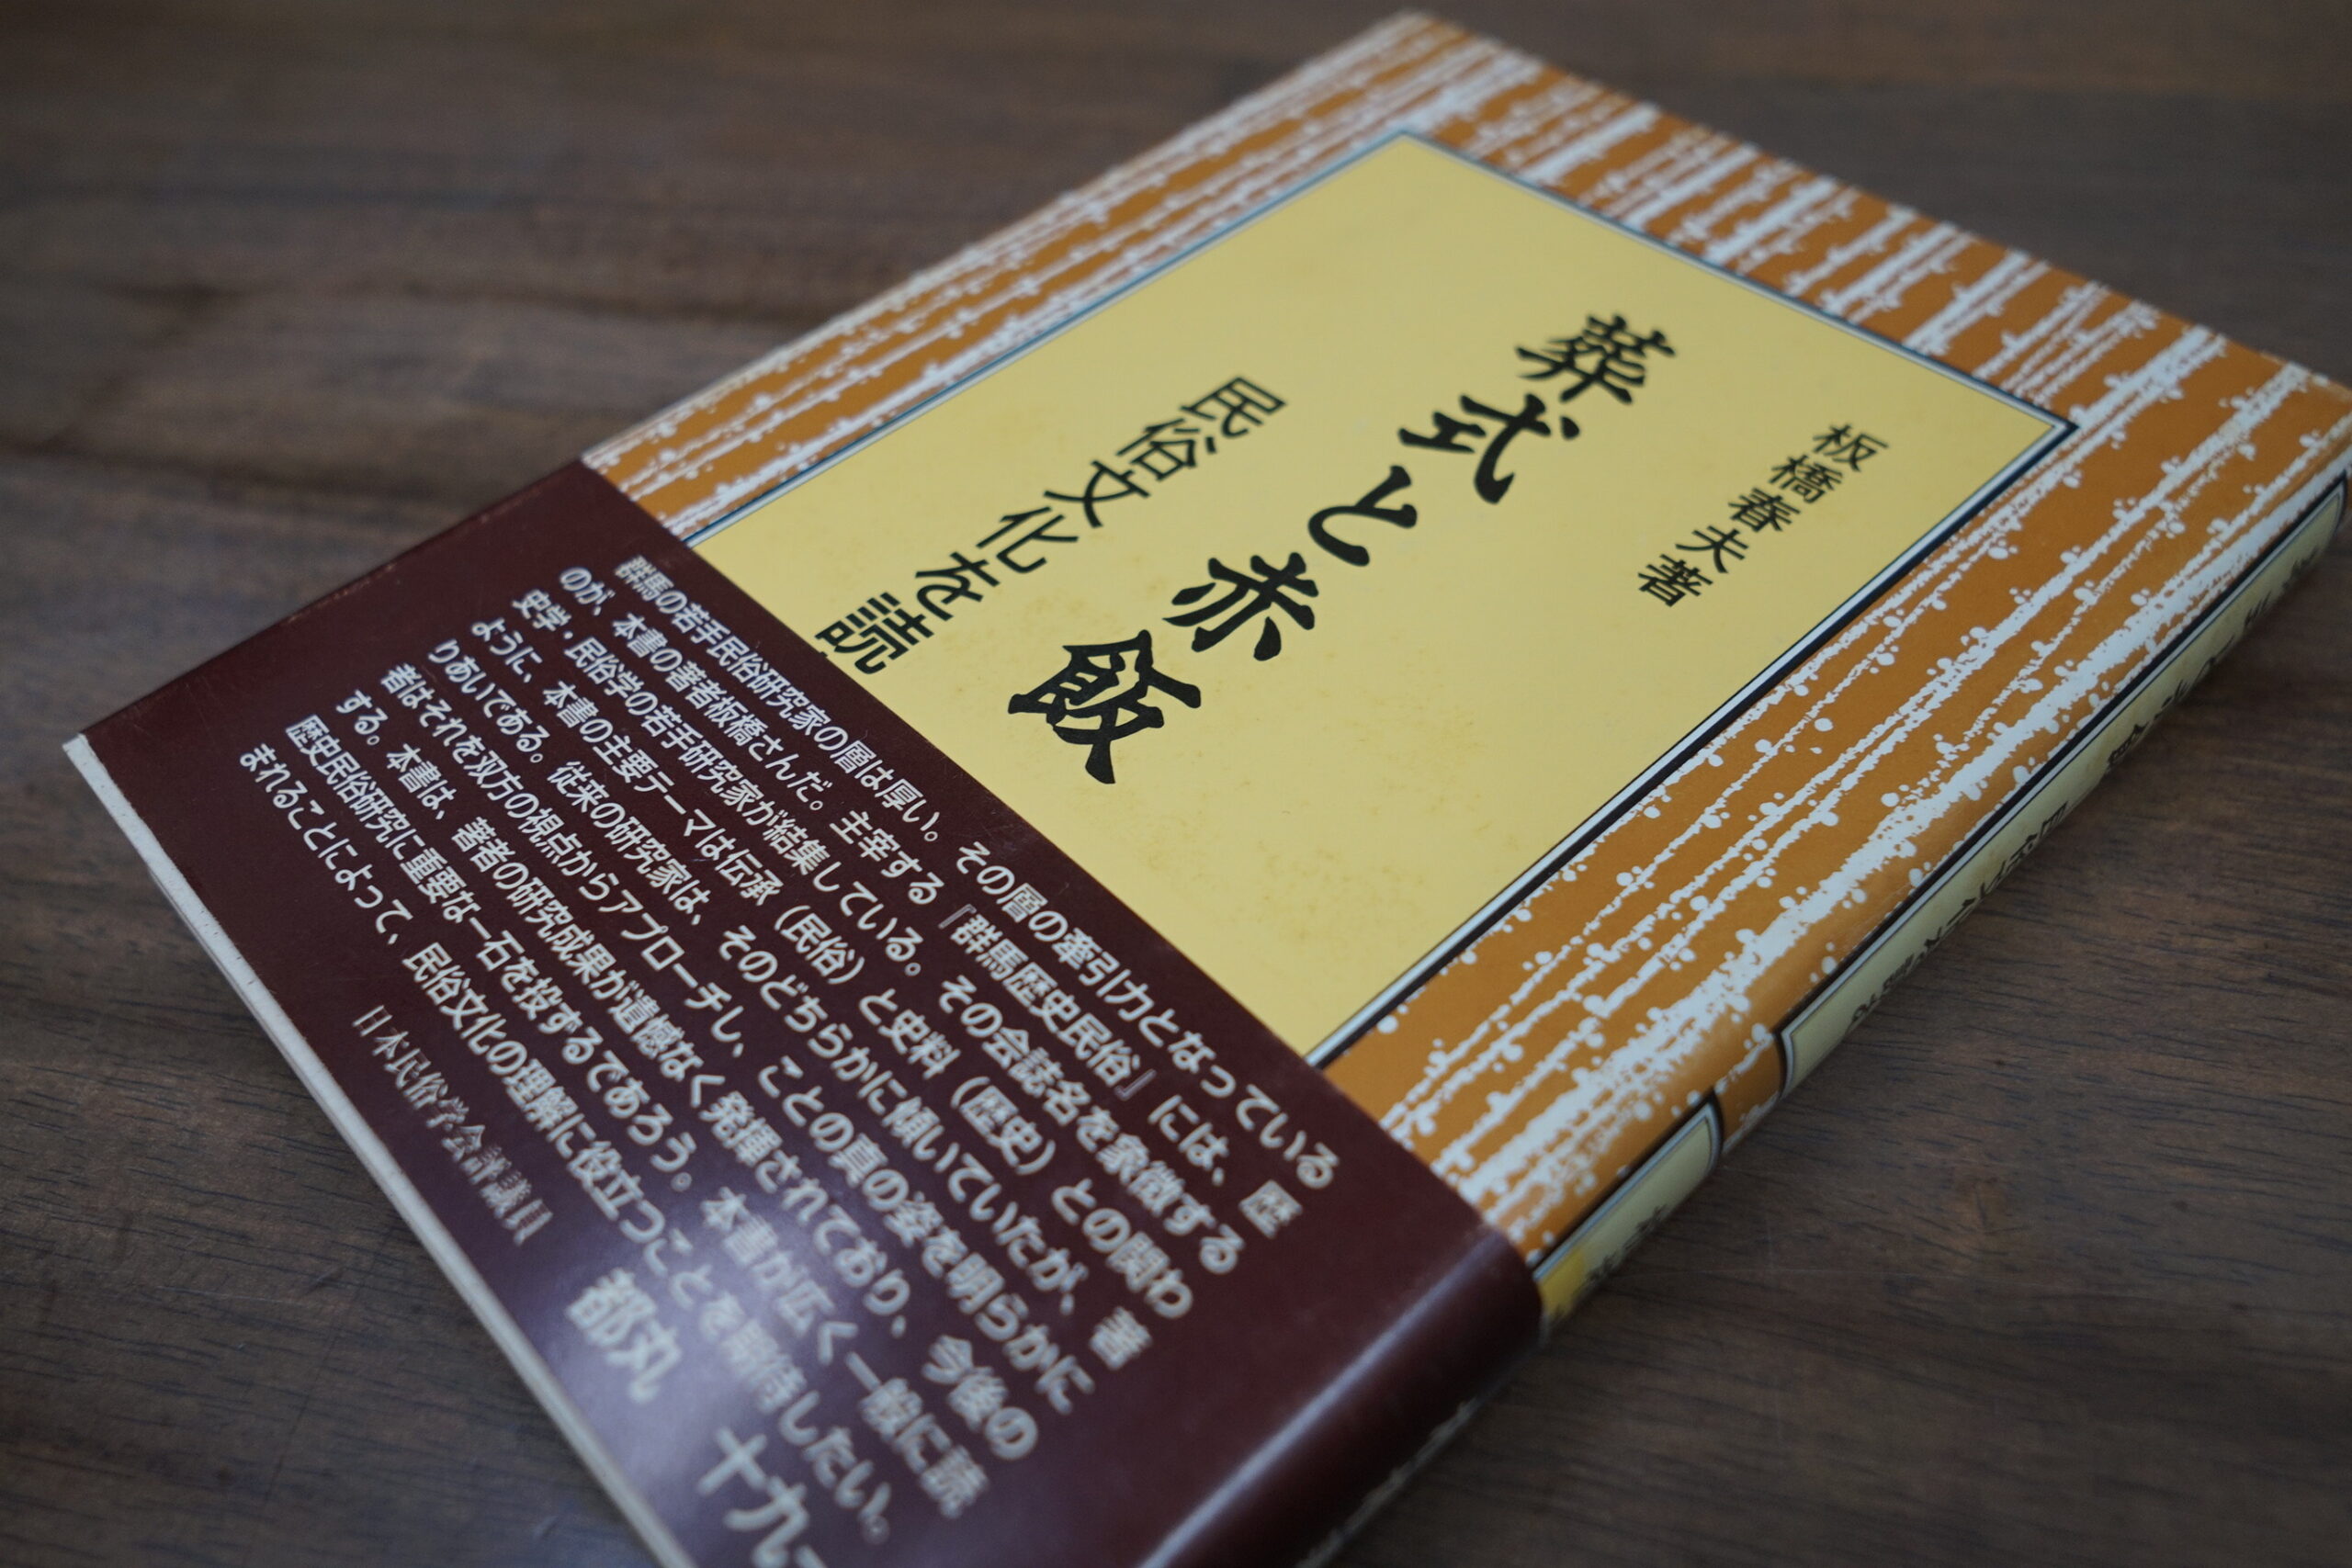 板橋春夫著
葬式と赤飯
民俗文化を読
群馬の若手民俗研究家の層は厚い。その層の牽引力となっている
のが、本書の著者板橋さんだ。主宰する『群馬歴史民俗』には、歴
史学・民俗学の若手研究家が結集している。その会誌名を象徴する
ように、本書の主要テーマは伝承（民俗）と史料（歴史）との関わ
りあいである。従来の研究家は、そのどちらかに傾いていたが、著
者はそれを双方の視点からアプローチし、ことの真の姿を明らかに
する。本書は、著者の研究成果が遺憾なく発揮されており、今後の
歴史民俗研究に重要な一石を投ずるであろう。本書が広く一般に読
まれることによって、民俗文化の理解に役立つことを期待したい。
日本民俗学会評議員
都丸 十九一